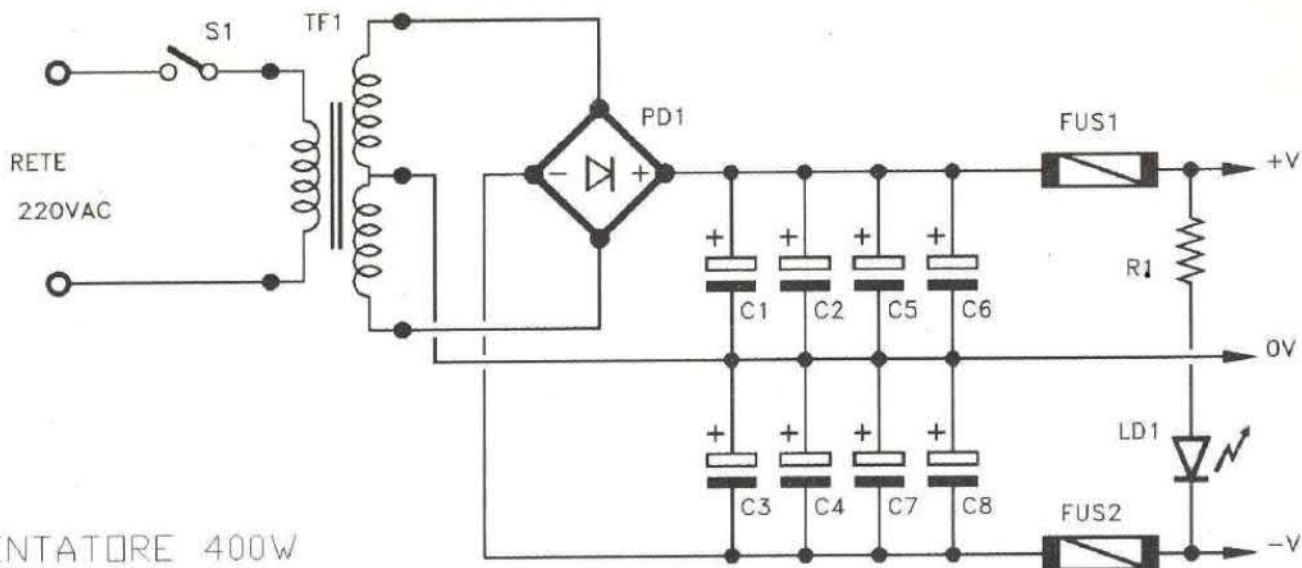 S1
TF1
PD1
FUS1
+V
RETE
220VAC
- +
R1
+ + + +
C1 C2 C5 C6
0V
+ + + +
LD1
C3 C4 C7 C8
FUS2
-V
NTATORE 400W